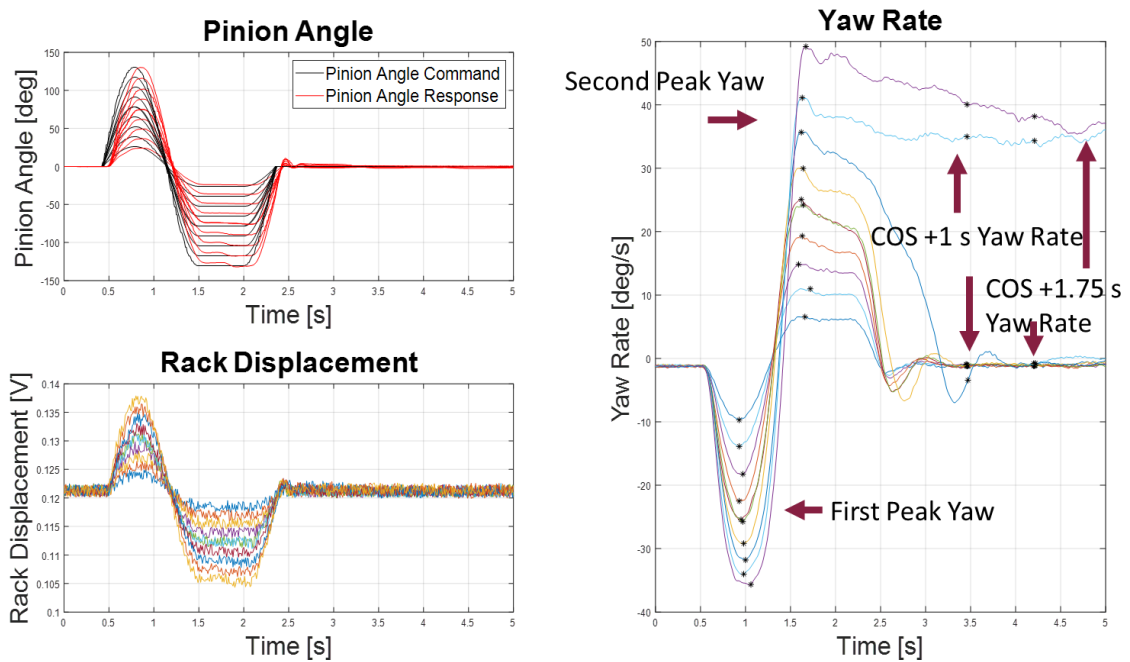 Pinion Angle
150
100
50
0
-50
-100
-150
Pinion Angle [deg]
Pinion Angle Command
Pinion Angle Response
0 0.5 1 1.5 2 2.5 3 3.5 4 4.5 5
Time [s]
Rack Displacement
0.14
0.135
0.13
0.125
0.12
0.115
0.11
0.105
0.1
Rack Displacement [V]
0 0.5 1 1.5 2 2.5 3 3.5 4 4.5 5
Time [s]
Yaw Rate
50
40
30
20
10
0
-10
-20
-30
-40
Yaw Rate [deg/s]
Second Peak Yaw
COS +1 s Yaw Rate
COS +1.75 s
Yaw Rate
First Peak Yaw
0 0.5 1 1.5 2 2.5 3 3.5 4 4.5 5
Time [s]